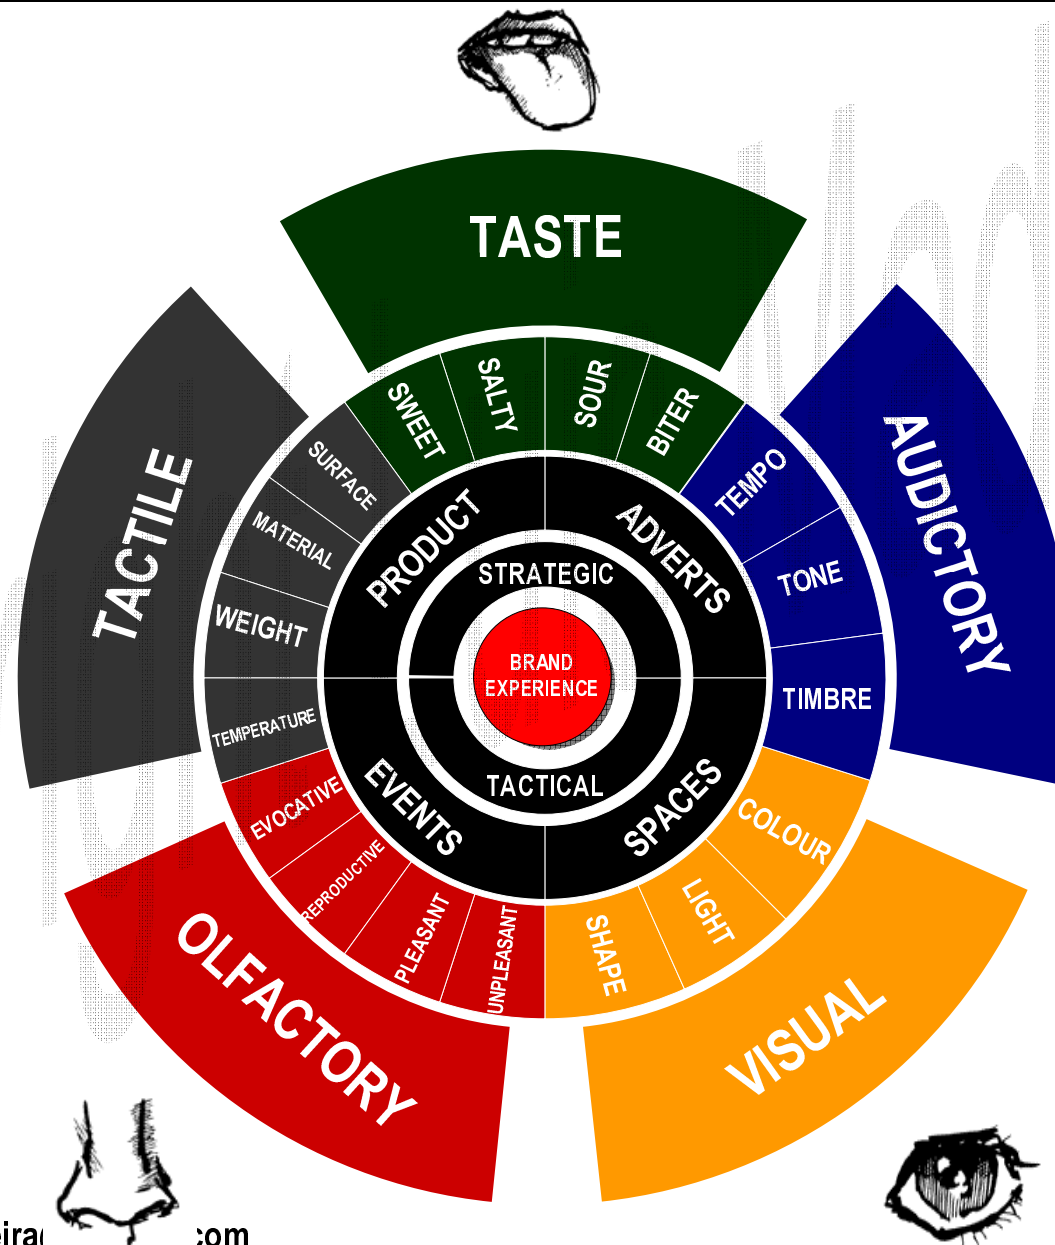 TASTE
AUDICTORY
VISUAL
OLFACTORY
TACTILE
SWEET
SALTY
SOUR
BITER
TEMPO
TONE
TIMBRE
COLOUR
LIGHT
SHAPE
UNPLEASANT
PLEASANT
REPRODUCTIVE
EVOCATIVE
TEMPERATURE
WEIGHT
MATERIAL
SURFACE
PRODUCT
ADVERTS
SPACES
EVENTS
STRATEGIC
TACTICAL
BRAND
EXPERIENCE
com